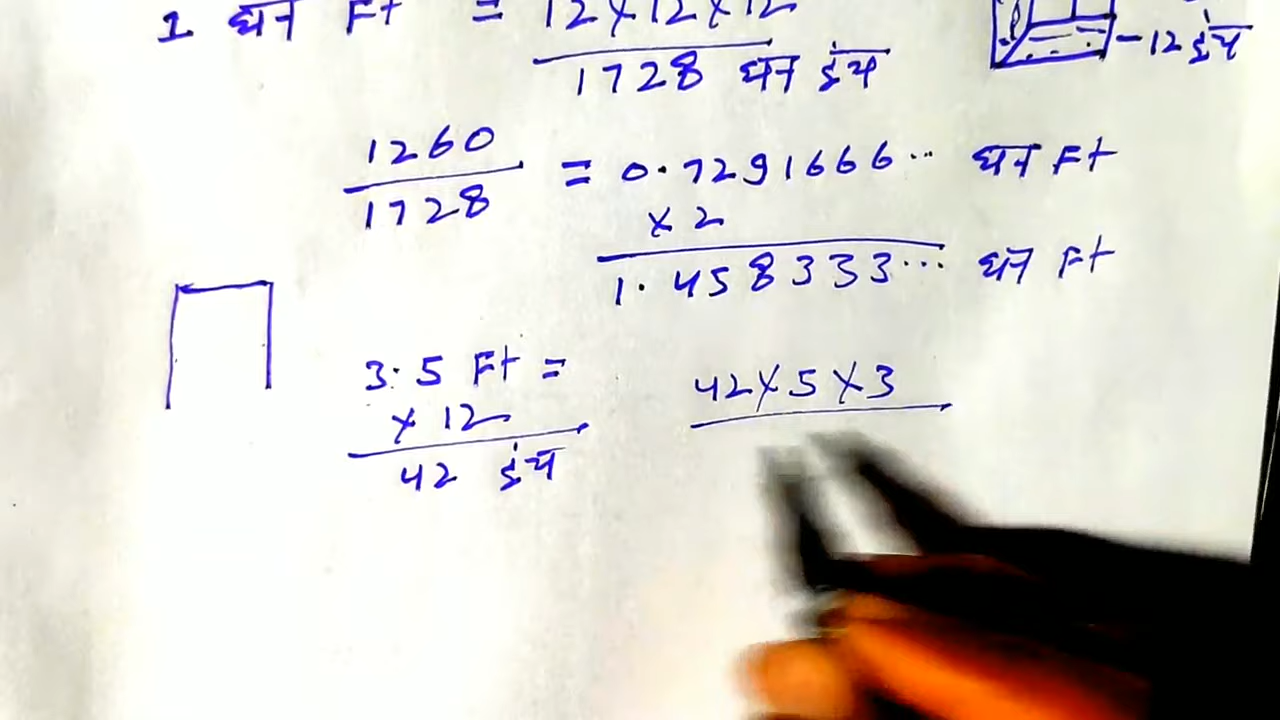 1 घन Ft = 12×12×12
1728 घन इंच
-12 इंच
1260
1728
= 0.7291666... घन Ft
×2
1.458333... घन Ft
3.5 Ft =
×12
42 इंच
42×5×3